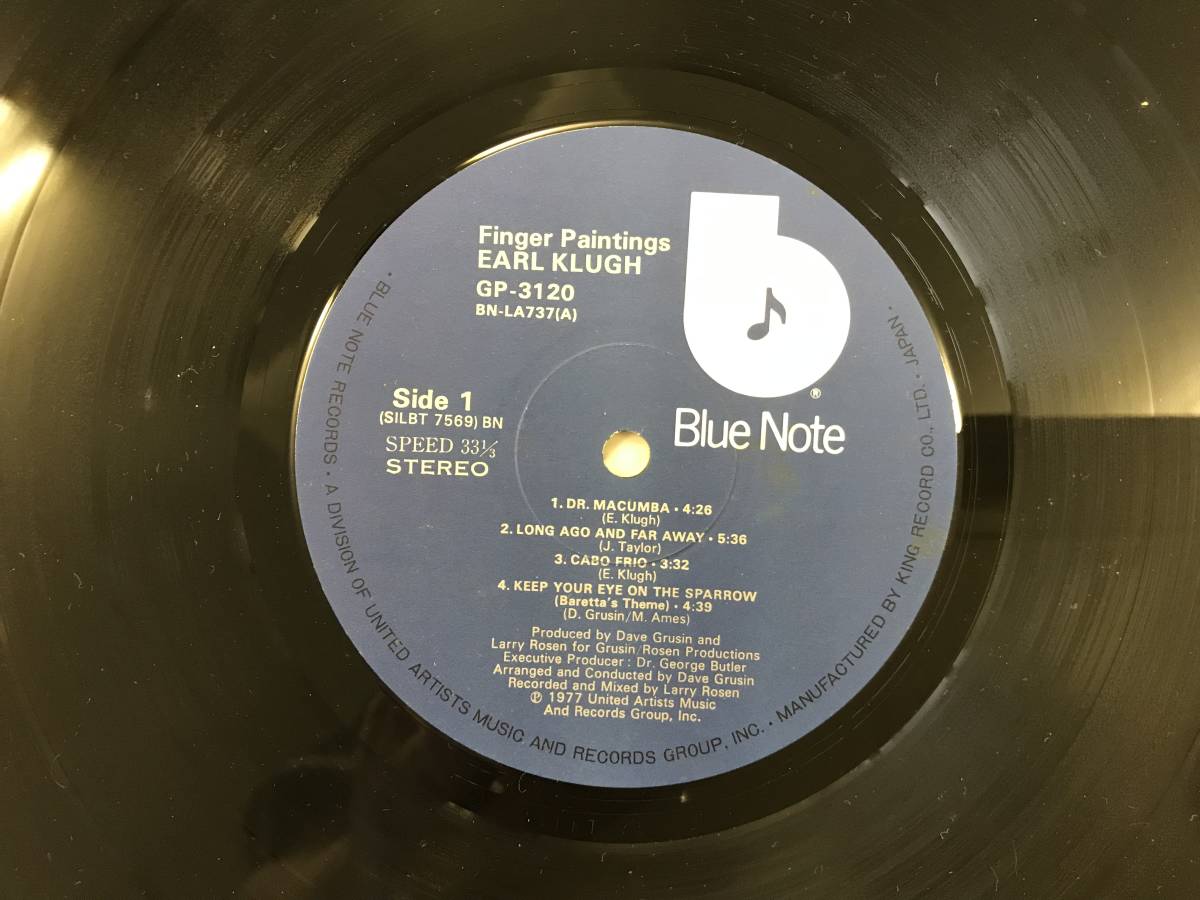 Finger Paintings
EARL KLUGH
GP-3120
BN-LA737(A)
®
Blue Note
Side 1
(SILBT 7569) BN
SPEED 33⅓
STEREO
1. DR. MACUMBA • 4:26
(E. Klugh)
2. LONG AGO AND FAR AWAY • 5:36
(J. Taylor)
3. CABO FRIO • 3:32
(E. Klugh)
4. KEEP YOUR EYE ON THE SPARROW
(Baretta's Theme) • 4:39
(D. Grusin/M. Ames)
Produced by Dave Grusin and
Larry Rosen for Grusin/Rosen Productions
Executive Producer: Dr. George Butler
Arranged and Conducted by Dave Grusin
Recorded and Mixed by Larry Rosen
℗ 1977 United Artists Music
And Records Group, Inc.
• BLUE NOTE RECORDS • A DIVISION OF UNITED ARTISTS MUSIC AND RECORDS GROUP, INC. • MANUFACTURED BY KING RECORD CO., LTD. • JAPAN •